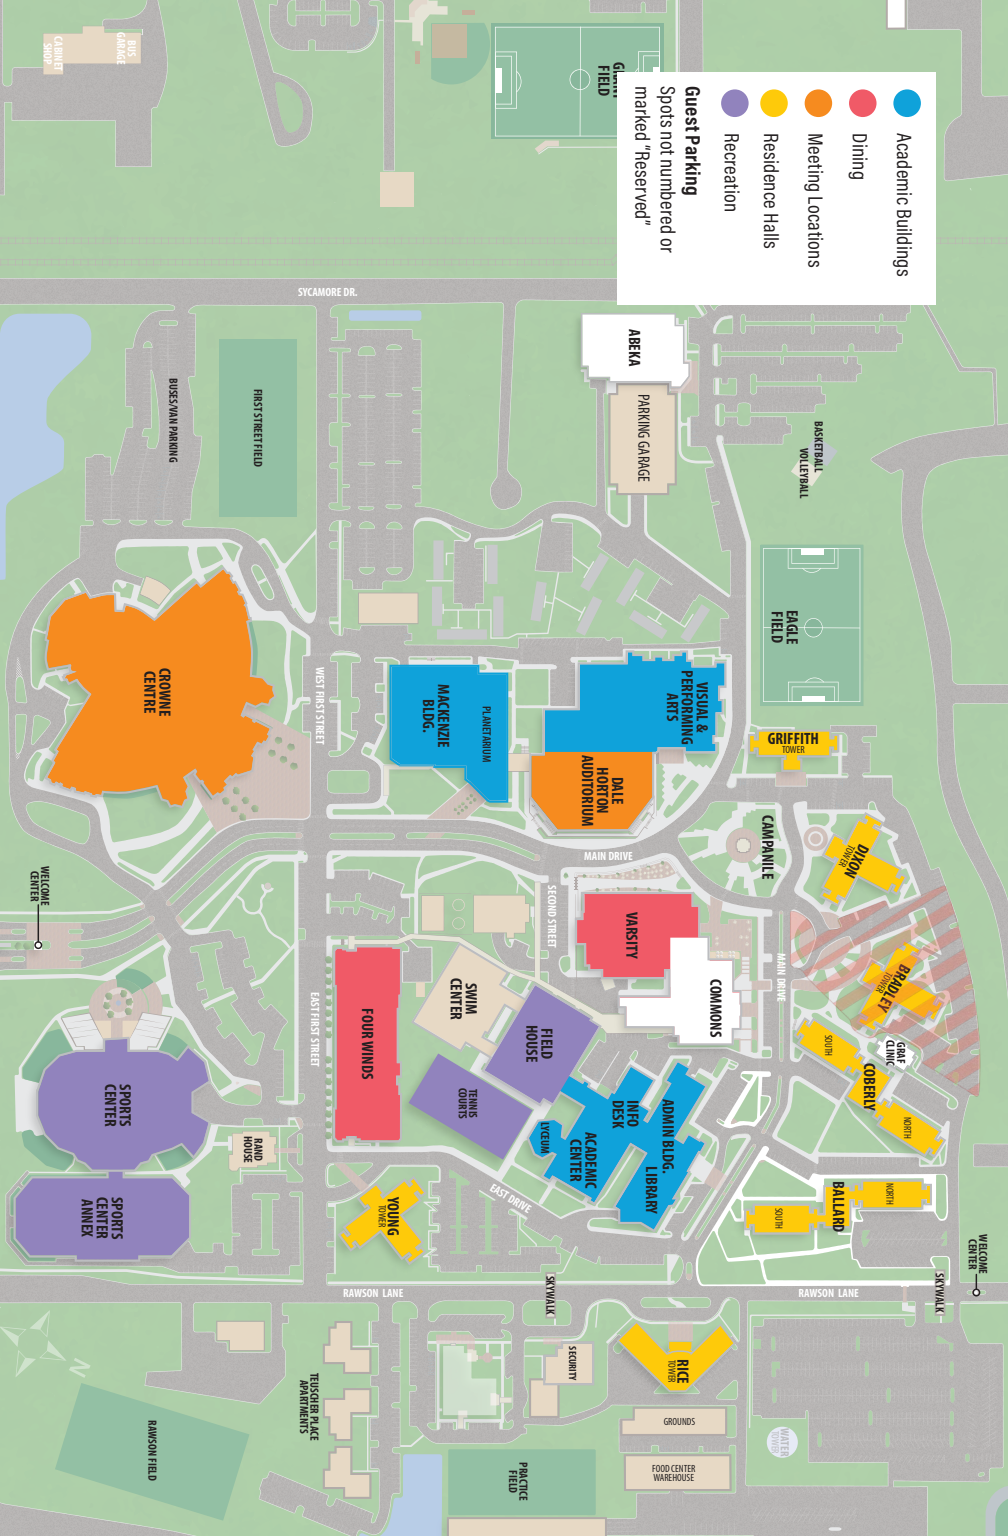 Academic Buildings
Dining
Meeting Locations
Residence Halls
Recreation
Guest Parking
Spots not numbered or
marked “Reserved”
FIELD
BUS
GARAGE
CABINET
SHOP
SYCAMORE DR.
ABEKA
PARKING GARAGE
BASKETBALL
VOLLEYBALL
BUSES/VAN PARKING
FIRST STREET FIELD
EAGLE
FIELD
CROWNE
CENTRE
WEST FIRST STREET
MACKENZIE
BLDG.
PLANETARIUM
VISUAL &
PERFORMING
ARTS
DALE
HORTON
AUDITORIUM
GRIFFITH
TOWER
CAMPANILE
DIXON
TOWER
MAIN DRIVE
WELCOME
CENTER
SECOND STREET
VARSITY
COMMONS
MAIN DRIVE
BRADLEY
TOWER
GRAF
CLINIC
SOUTH
COBERLY
NORTH
EAST FIRST STREET
FOUR WINDS
SWIM
CENTER
FIELD
HOUSE
TENNIS
COURTS
LYCEUM
INFO
DESK
ACADEMIC
CENTER
ADMIN BLDG.
LIBRARY
SPORTS
CENTER
RAND
HOUSE
SPORTS
CENTER
ANNEX
YOUNG
TOWER
EAST DRIVE
NORTH
BALLARD
SOUTH
WELCOME
CENTER
SKYWALK
SKYWALK
RAWSON LANE
RAWSON LANE
SECURITY
RICE
TOWER
TEUSCHER PLACE
APARTMENTS
GROUNDS
FOOD CENTER
WAREHOUSE
WATER
TOWER
RAWSON FIELD
PRACTICE
FIELD
N